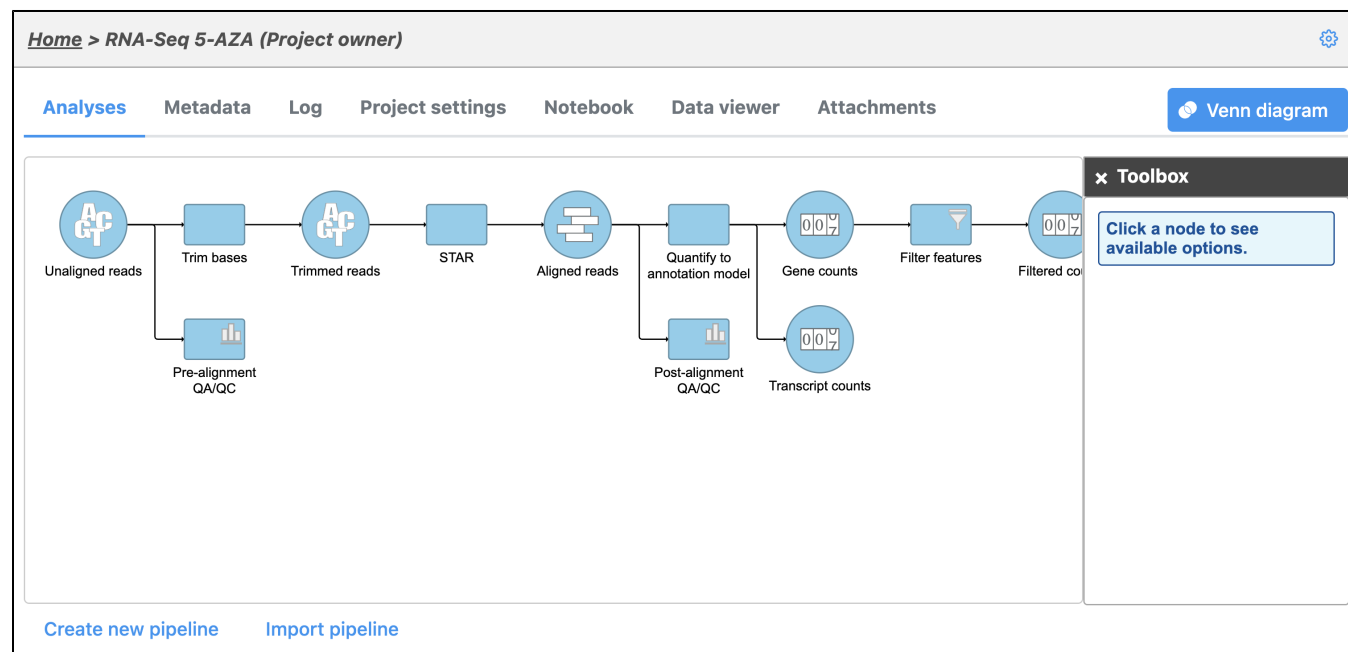 Home > RNA-Seq 5-AZA (Project owner)
Analyses Metadata Log Project settings Notebook Data viewer Attachments
Venn diagram
Toolbox
Click a node to see
available options.
Unaligned reads
Trim bases
Trimmed reads
STAR
Aligned reads
Quantify to
annotation model
Gene counts
Filter features
Filtered cou
Pre-alignment
QA/QC
Post-alignment
QA/QC
Transcript counts
Create new pipeline Import pipeline